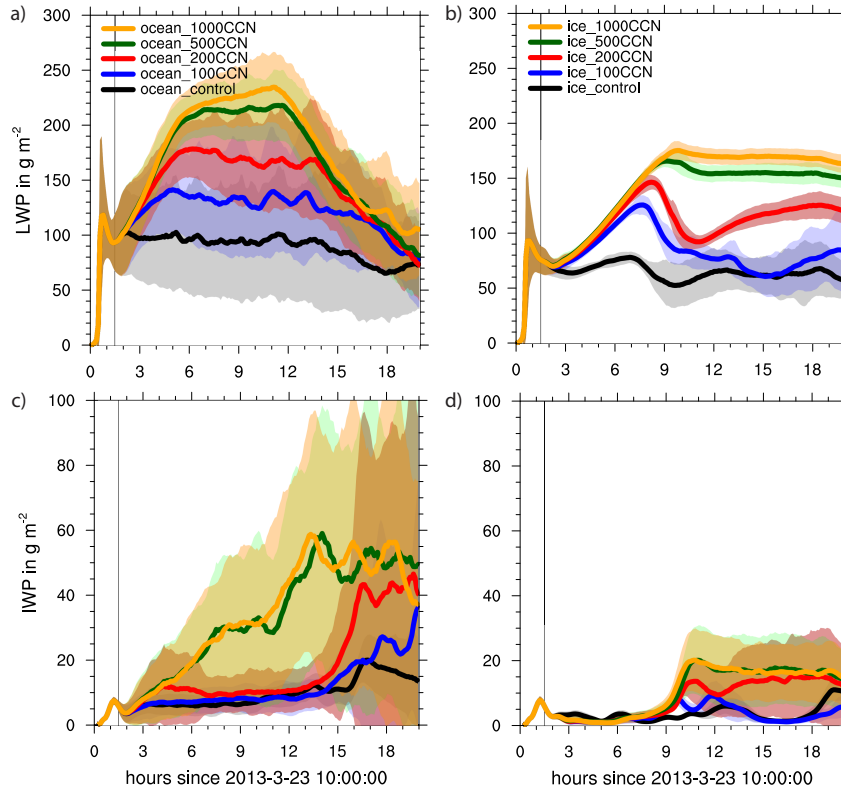 a)
ocean_1000CCN
ocean_500CCN
ocean_200CCN
ocean_100CCN
ocean_control
LWP in g m-2
300
250
200
150
100
50
0
0 3 6 9 12 15 18
b)
ice_1000CCN
ice_500CCN
ice_200CCN
ice_100CCN
ice_control
300
250
200
150
100
50
0
0 3 6 9 12 15 18
c)
IWP in g m-2
100
80
60
40
20
0
0 3 6 9 12 15 18
hours since 2013-3-23 10:00:00
d)
100
80
60
40
20
0
0 3 6 9 12 15 18
hours since 2013-3-23 10:00:00